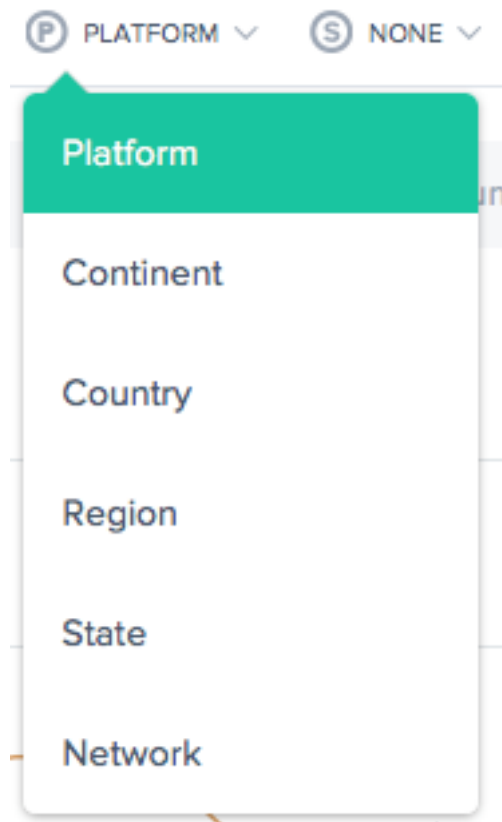 P PLATFORM S NONE
Platform
Continent
Country
Region
State
Network